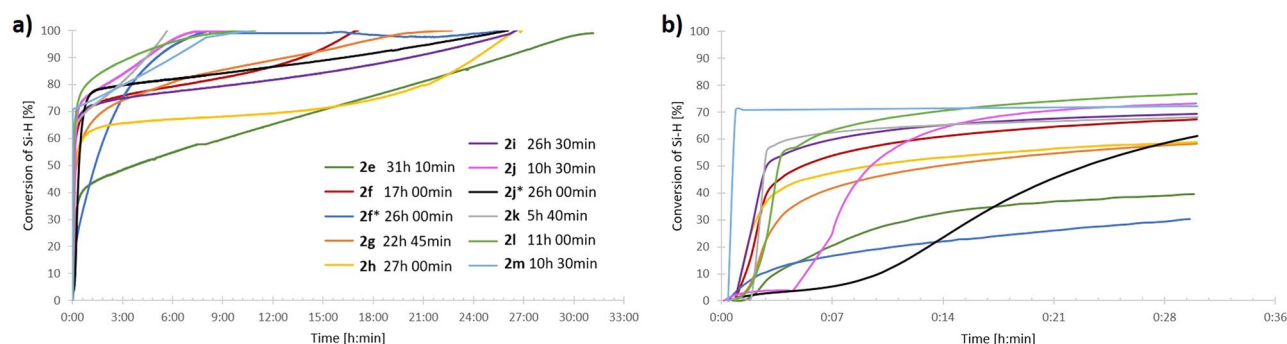 a)
100
90
80
70
60
50
40
30
20
10
0
Conversion of Si-H [%]
2e 31h 10min
2f 17h 00min
2f* 26h 00min
2g 22h 45min
2h 27h 00min
2i 26h 30min
2j 10h 30min
2j* 26h 00min
2k 5h 40min
2l 11h 00min
2m 10h 30min
0:00 3:00 6:00 9:00 12:00 15:00 18:00 21:00 24:00 27:00 30:00 33:00
Time [h:min]
b)
100
90
80
70
60
50
40
30
20
10
0
Conversion of Si-H [%]
0:00 0:07 0:14 0:21 0:28 0:36
Time [h:min]